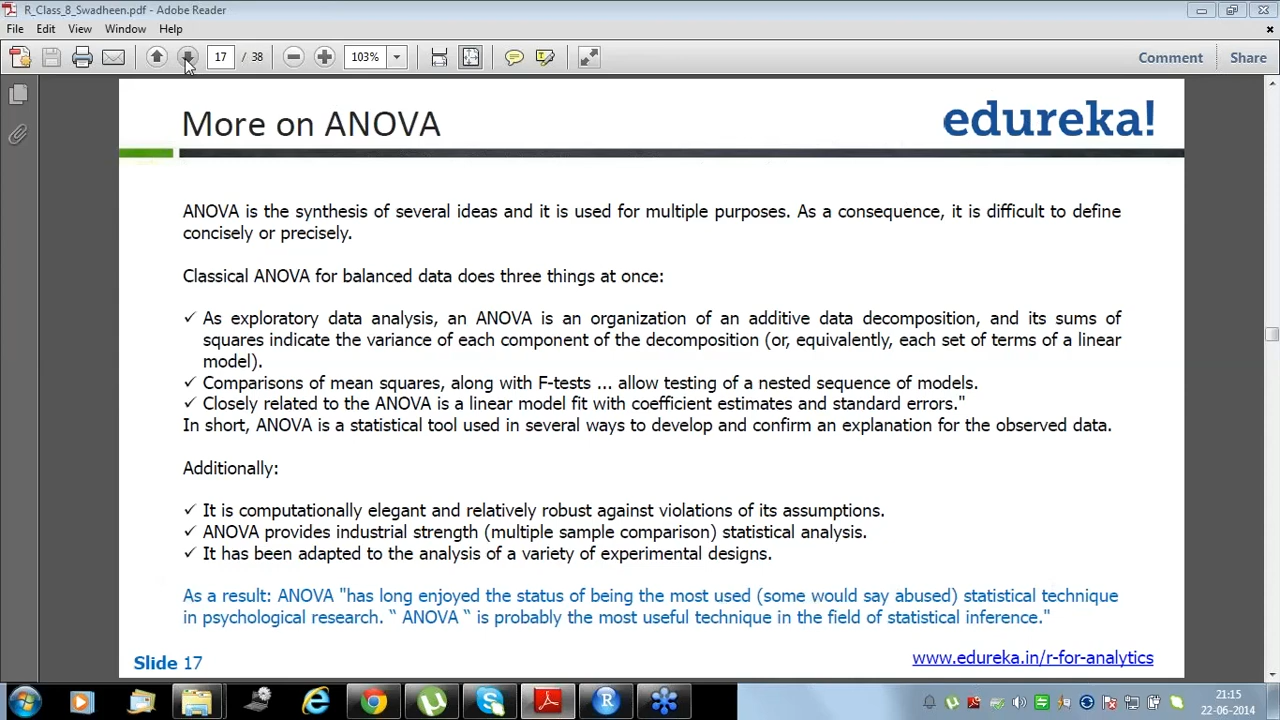 R_Class_8_Swadheen.pdf - Adobe Reader
File Edit View Window Help
17 / 38 103% Comment Share
More on ANOVA
edureka!
ANOVA is the synthesis of several ideas and it is used for multiple purposes. As a consequence, it is difficult to define
concisely or precisely.
Classical ANOVA for balanced data does three things at once:
✓ As exploratory data analysis, an ANOVA is an organization of an additive data decomposition, and its sums of
squares indicate the variance of each component of the decomposition (or, equivalently, each set of terms of a linear
model).
✓ Comparisons of mean squares, along with F-tests ... allow testing of a nested sequence of models.
✓ Closely related to the ANOVA is a linear model fit with coefficient estimates and standard errors."
In short, ANOVA is a statistical tool used in several ways to develop and confirm an explanation for the observed data.
Additionally:
✓ It is computationally elegant and relatively robust against violations of its assumptions.
✓ ANOVA provides industrial strength (multiple sample comparison) statistical analysis.
✓ It has been adapted to the analysis of a variety of experimental designs.
As a result: ANOVA "has long enjoyed the status of being the most used (some would say abused) statistical technique
in psychological research. “ ANOVA “ is probably the most useful technique in the field of statistical inference."
Slide 17
www.edureka.in/r-for-analytics
21:15
22-06-2014